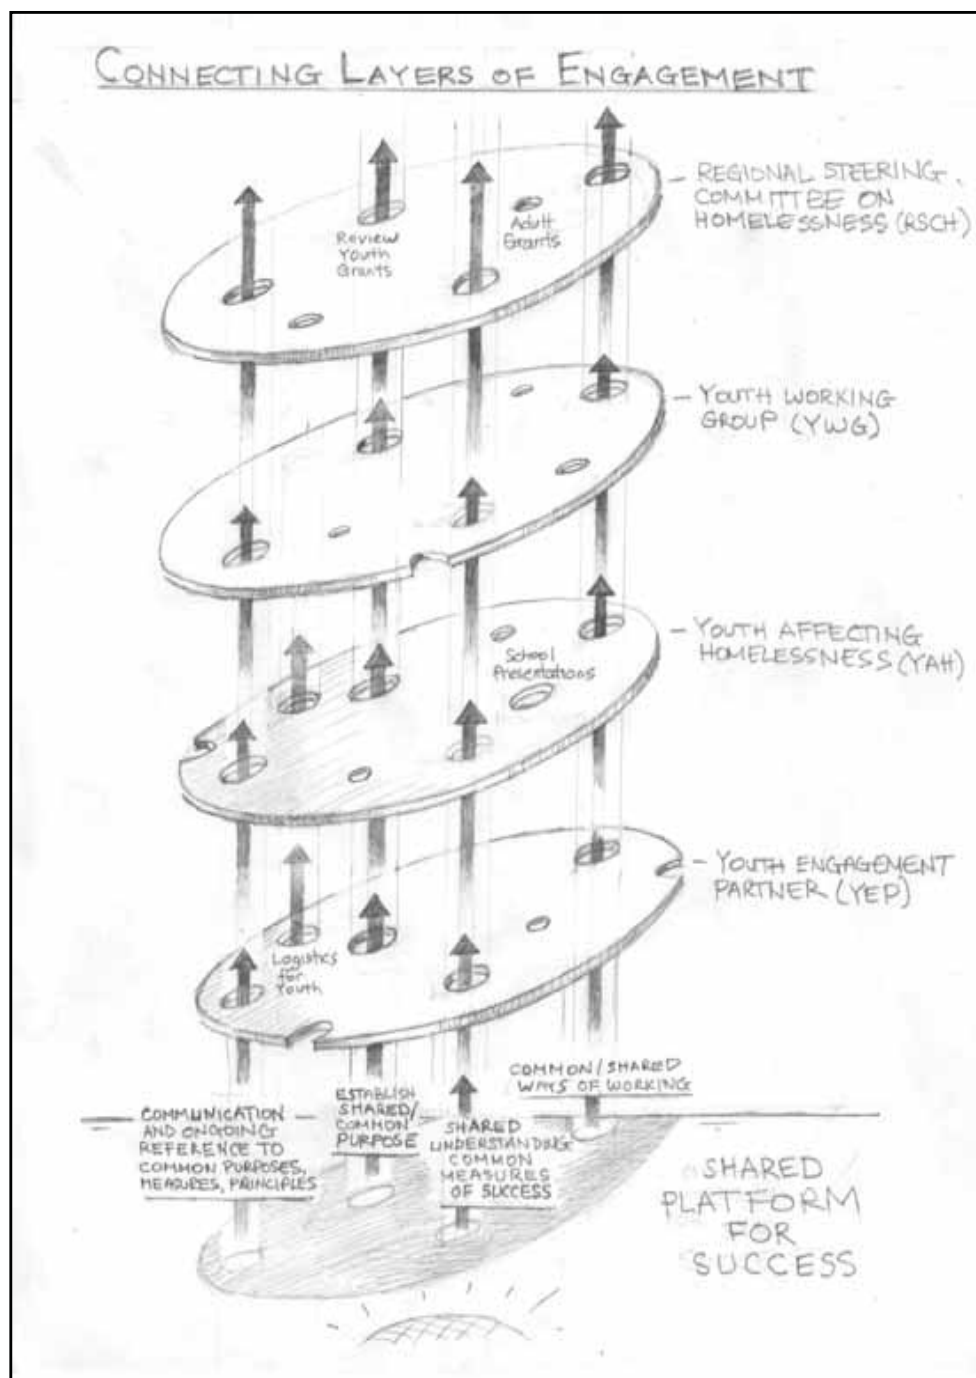 CONNECTING LAYERS OF ENGAGEMENT
REGIONAL STEERING
COMMITTEE ON
HOMELESSNESS (RSCH)
Review
Youth
Grants
Adult
Grants
YOUTH WORKING
GROUP (YWG)
YOUTH AFFECTING
HOMELESSNESS (YAH)
School
Presentations
YOUTH ENGAGEMENT
PARTNER (YEP)
Logistics
for
Youth
COMMUNICATION
AND ONGOING
REFERENCE TO
COMMON PURPOSES,
MEASURES, PRINCIPLES
ESTABLISH
SHARED/
COMMON
PURPOSE
SHARED
UNDERSTANDING
COMMON
MEASURES
OF SUCCESS
COMMON/SHARED
WAYS OF WORKING
SHARED
PLATFORM
FOR
SUCCESS